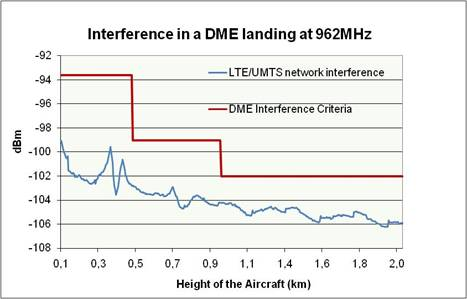 Interference in a DME landing at 962MHz
-92
-94
-96
-98
-100
-102
-104
-106
-108
dBm
LTE/UMTS network interference
DME Interference Criteria
0,1 0,3 0,5 0,7 0,9 1,1 1,2 1,4 1,6 1,8 2,0
Height of the Aircraft (km)